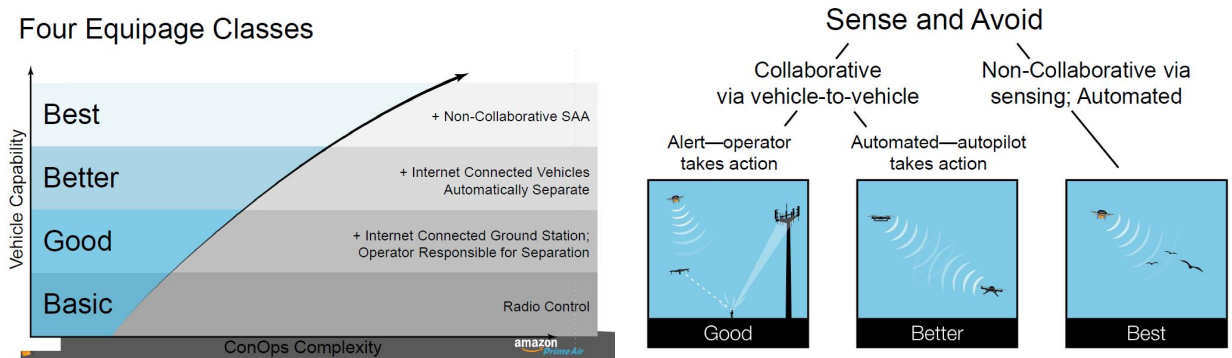 Four Equipage Classes
Vehicle Capability
Best
+ Non-Collaborative SAA
Better
+ Internet Connected Vehicles
Automatically Separate
Good
+ Internet Connected Ground Station;
Operator Responsible for Separation
Basic
Radio Control
ConOps Complexity
amazon
PrimeAir
Sense and Avoid
Collaborative
via vehicle-to-vehicle
Non-Collaborative via
sensing; Automated
Alert—operator
takes action
Automated—autopilot
takes action
Good
Better
Best